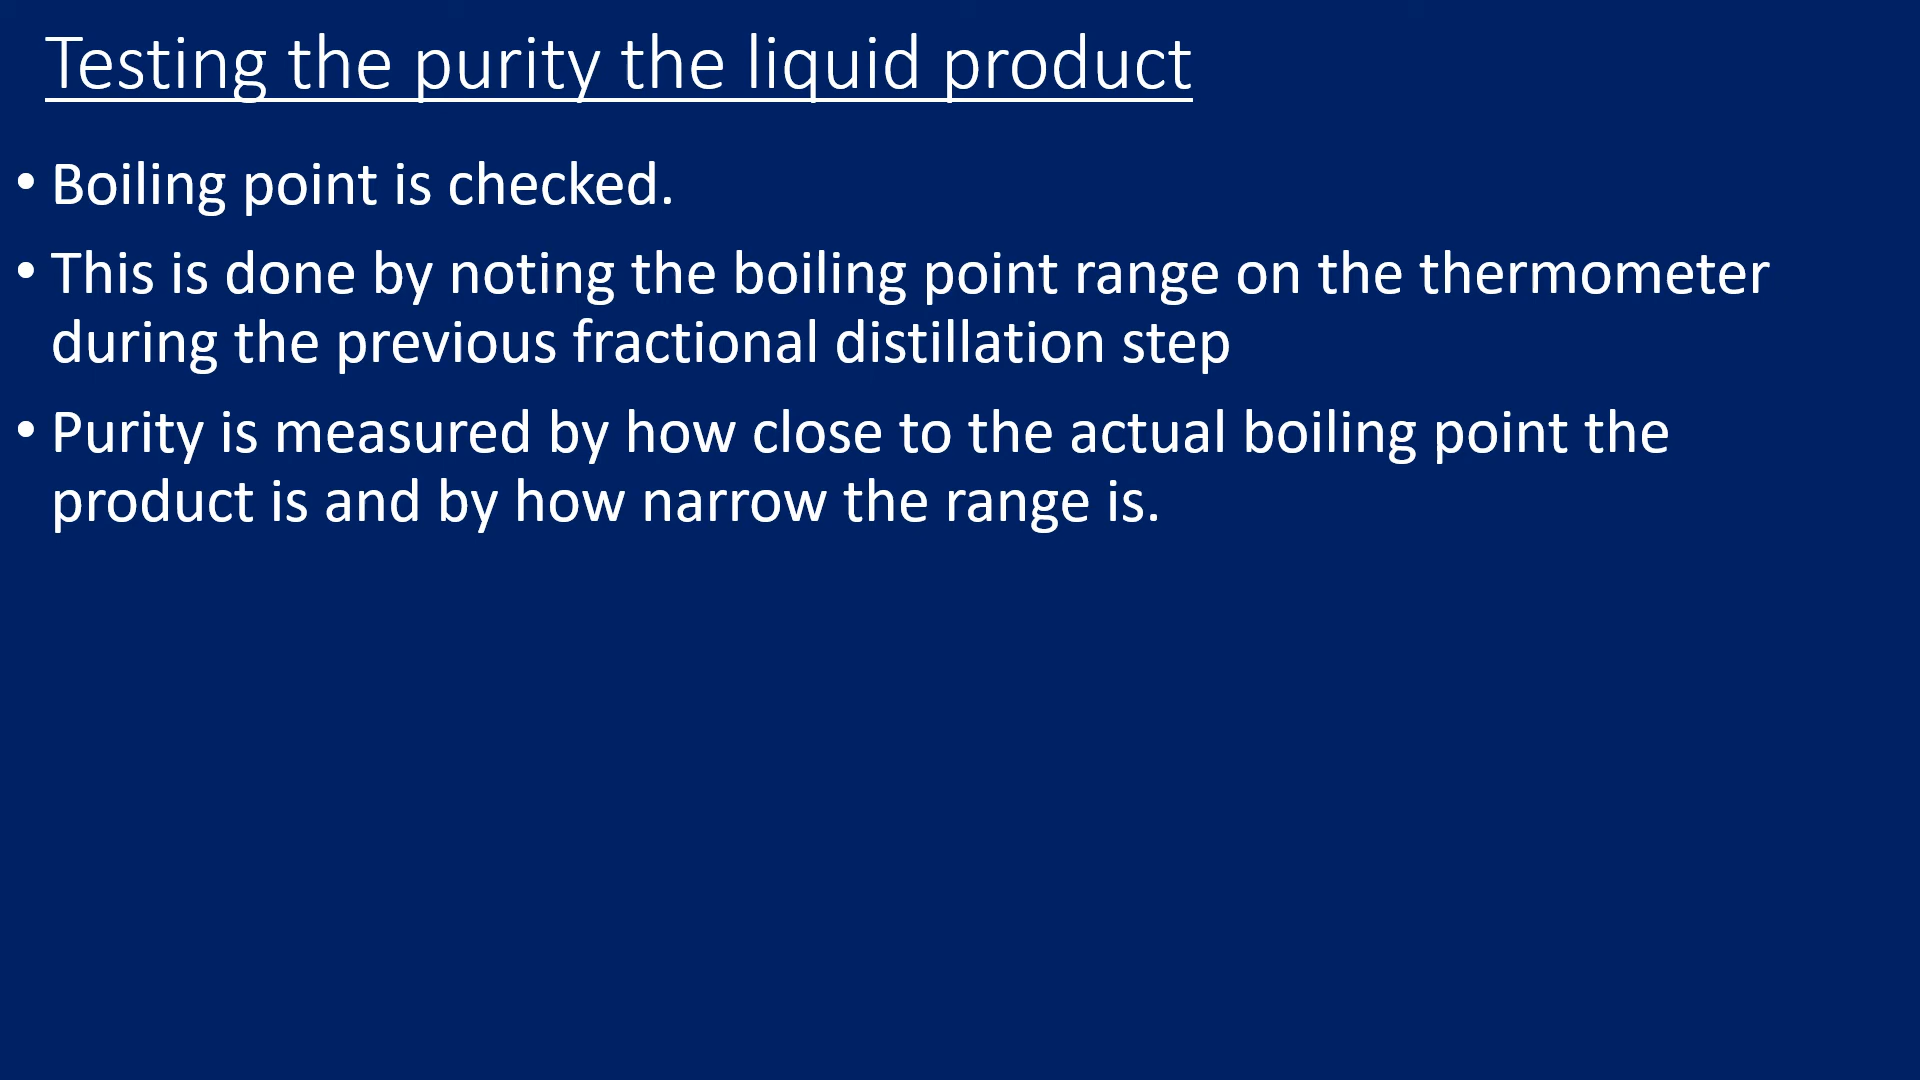 Testing the purity the liquid product
• Boiling point is checked.
• This is done by noting the boiling point range on the thermometer
during the previous fractional distillation step
• Purity is measured by how close to the actual boiling point the
product is and by how narrow the range is.